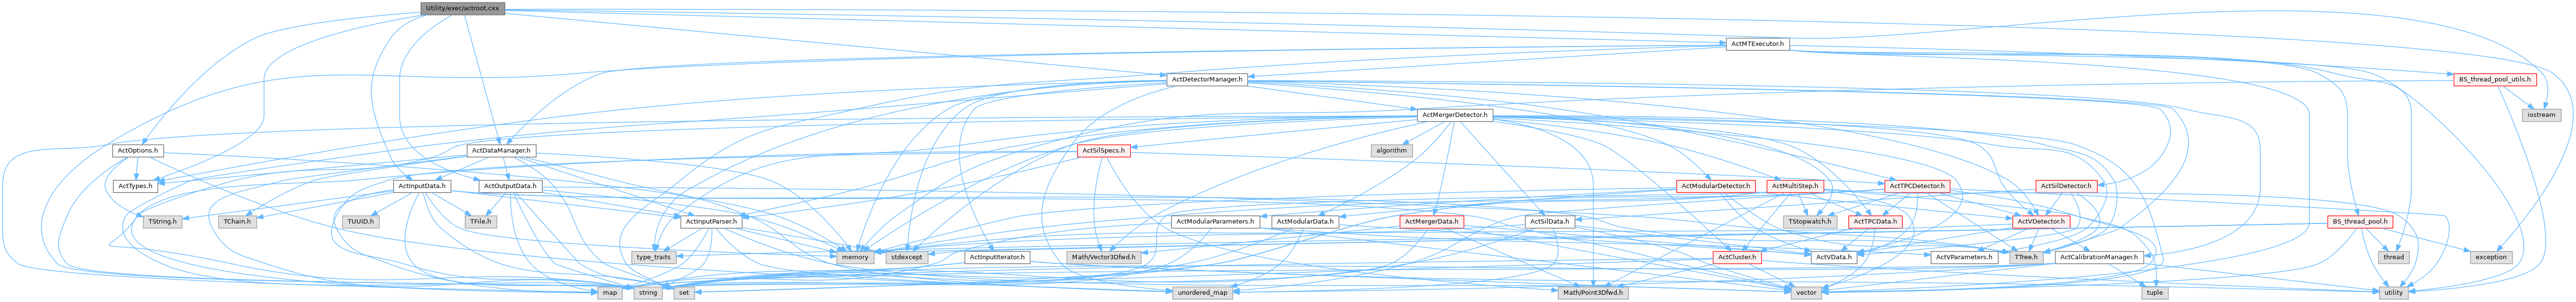 Utility/exec/actroot.cxx
ActMTExecutor.h
ActDetectorManager.h
BS_thread_pool_utils.h
ActMergerDetector.h
iostream
ActOptions.h
ActDataManager.h
ActSilSpecs.h
algorithm
ActTypes.h
ActInputData.h
ActOutputData.h
ActModularDetector.h
ActMultiStep.h
ActTPCDetector.h
ActSilDetector.h
TString.h
TChain.h
TUUID.h
TFile.h
ActInputParser.h
ActModularParameters.h
ActModularData.h
ActMergerData.h
ActSilData.h
TStopwatch.h
ActTPCData.h
ActVDetector.h
BS_thread_pool.h
type_traits
memory
stdexcept
ActInputIterator.h
Math/Vector3Dfwd.h
ActCluster.h
ActVData.h
ActVParameters.h
TTree.h
ActCalibrationManager.h
thread
exception
map
string
set
unordered_map
Math/Point3Dfwd.h
vector
tuple
utility